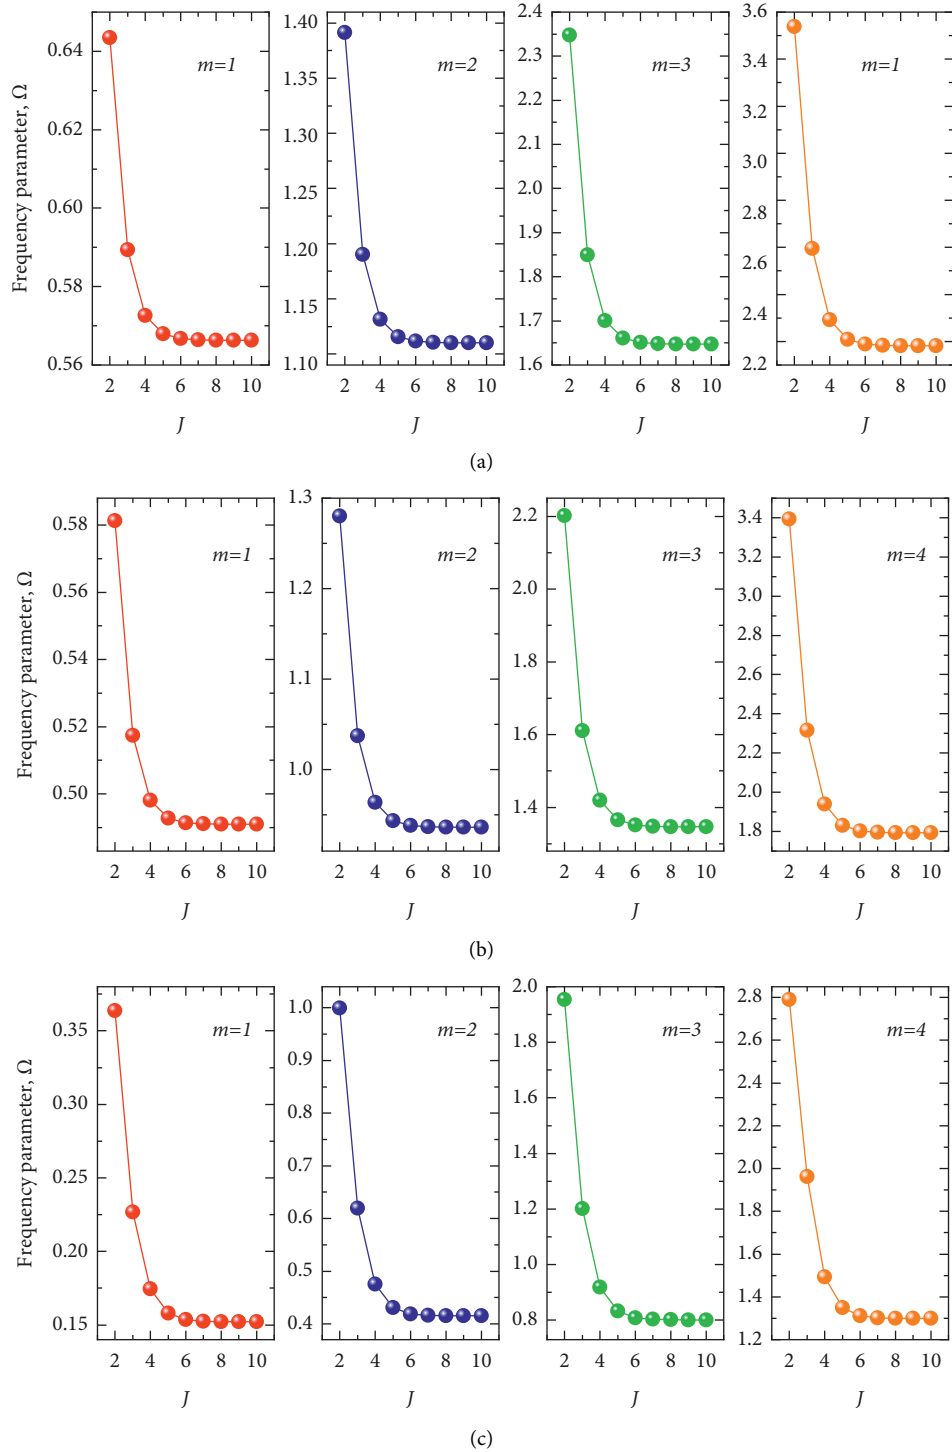 Frequency parameter, Ω
0.64
0.62
0.60
0.58
0.56
m=1
2 4 6 8 10
J
1.40
1.35
1.30
1.25
1.20
1.13
1.10
m=2
2 4 6 8 10
J
2.4
2.3
2.2
2.1
2.0
1.9
1.8
1.7
1.6
m=3
2 4 6 8 10
J
3.6
3.4
3.2
3.0
2.8
2.6
2.4
2.2
m=1
2 4 6 8 10
J
(a)
Frequency parameter, Ω
0.58
0.56
0.54
0.52
0.50
m=1
2 4 6 8 10
J
1.3
1.2
1.1
1.0
m=2
2 4 6 8 10
J
2.2
2.0
1.8
1.6
1.4
m=3
2 4 6 8 10
J
3.4
3.2
3.0
2.8
2.6
2.4
2.2
2.0
1.8
m=4
2 4 6 8 10
J
(b)
Frequency parameter, Ω
0.35
0.30
0.25
0.20
0.15
m=1
2 4 6 8 10
J
1.0
0.9
0.8
0.7
0.6
0.5
0.4
m=2
2 4 6 8 10
J
2.0
1.8
1.6
1.4
1.2
1.0
0.8
m=3
2 4 6 8 10
J
2.8
2.6
2.4
2.2
2.0
1.8
1.6
1.4
1.2
m=4
2 4 6 8 10
J
(c)